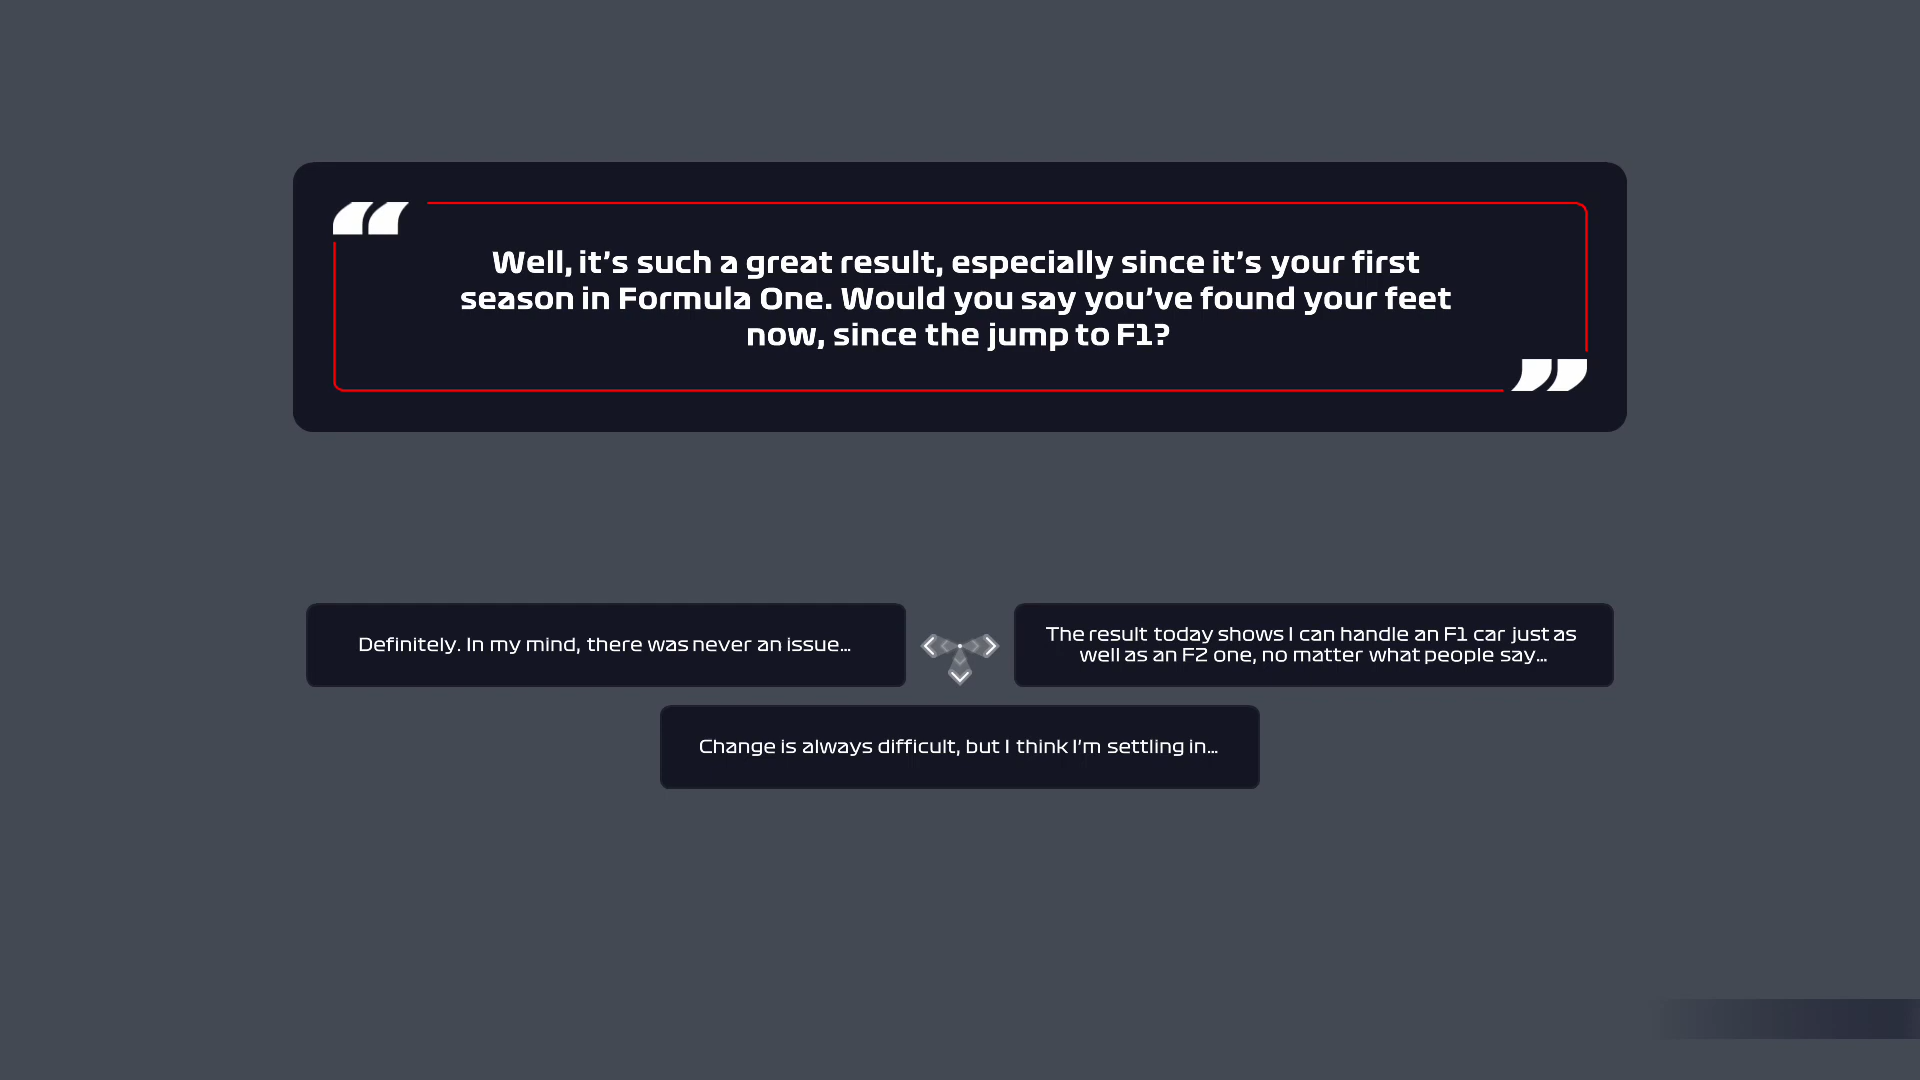 Well, it's such a great result, especially since it's your first
season in Formula One. Would you say you've found your feet
now, since the jump to F1?
Definitely. In my mind, there was never an issue...
The result today shows I can handle an F1 car just as
well as an F2 one, no matter what people say...
Change is always difficult, but I think I'm settling in...